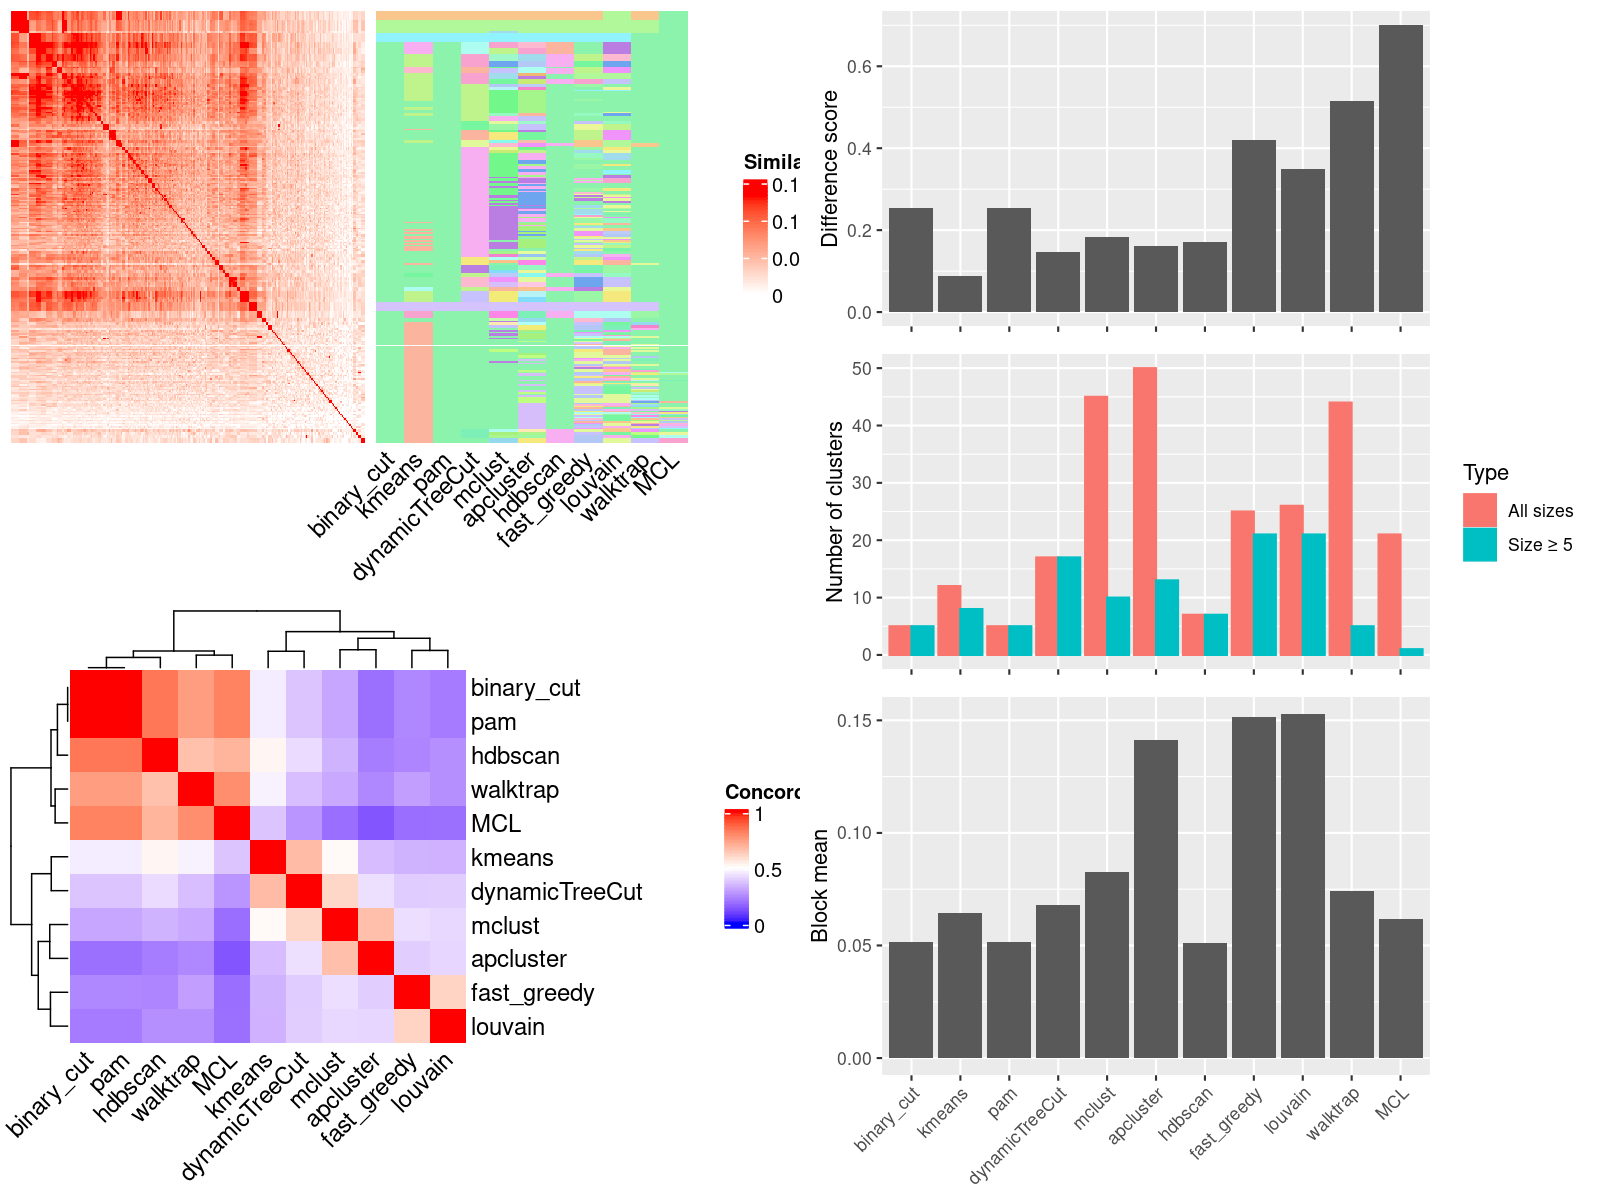 Simila
0.1
0.1
0.0
0
binary_cut
kmeans
pam
dynamicTreeCut
mclust
apcluster
hdbscan
fast_greedy
louvain
walktrap
MCL
binary_cut
pam
hdbscan
walktrap
MCL
kmeans
dynamicTreeCut
mclust
apcluster
fast_greedy
louvain
binary_cut
pam
hdbscan
walktrap
MCL
kmeans
dynamicTreeCut
mclust
apcluster
fast_greedy
louvain
Concord
1
0.5
0
Difference score
0.6
0.4
0.2
0.0
Number of clusters
50
40
30
20
10
0
Type
All sizes
Size ≥ 5
Block mean
0.15
0.10
0.05
0.00
binary_cut
kmeans
pam
dynamicTreeCut
mclust
apcluster
hdbscan
fast_greedy
louvain
walktrap
MCL